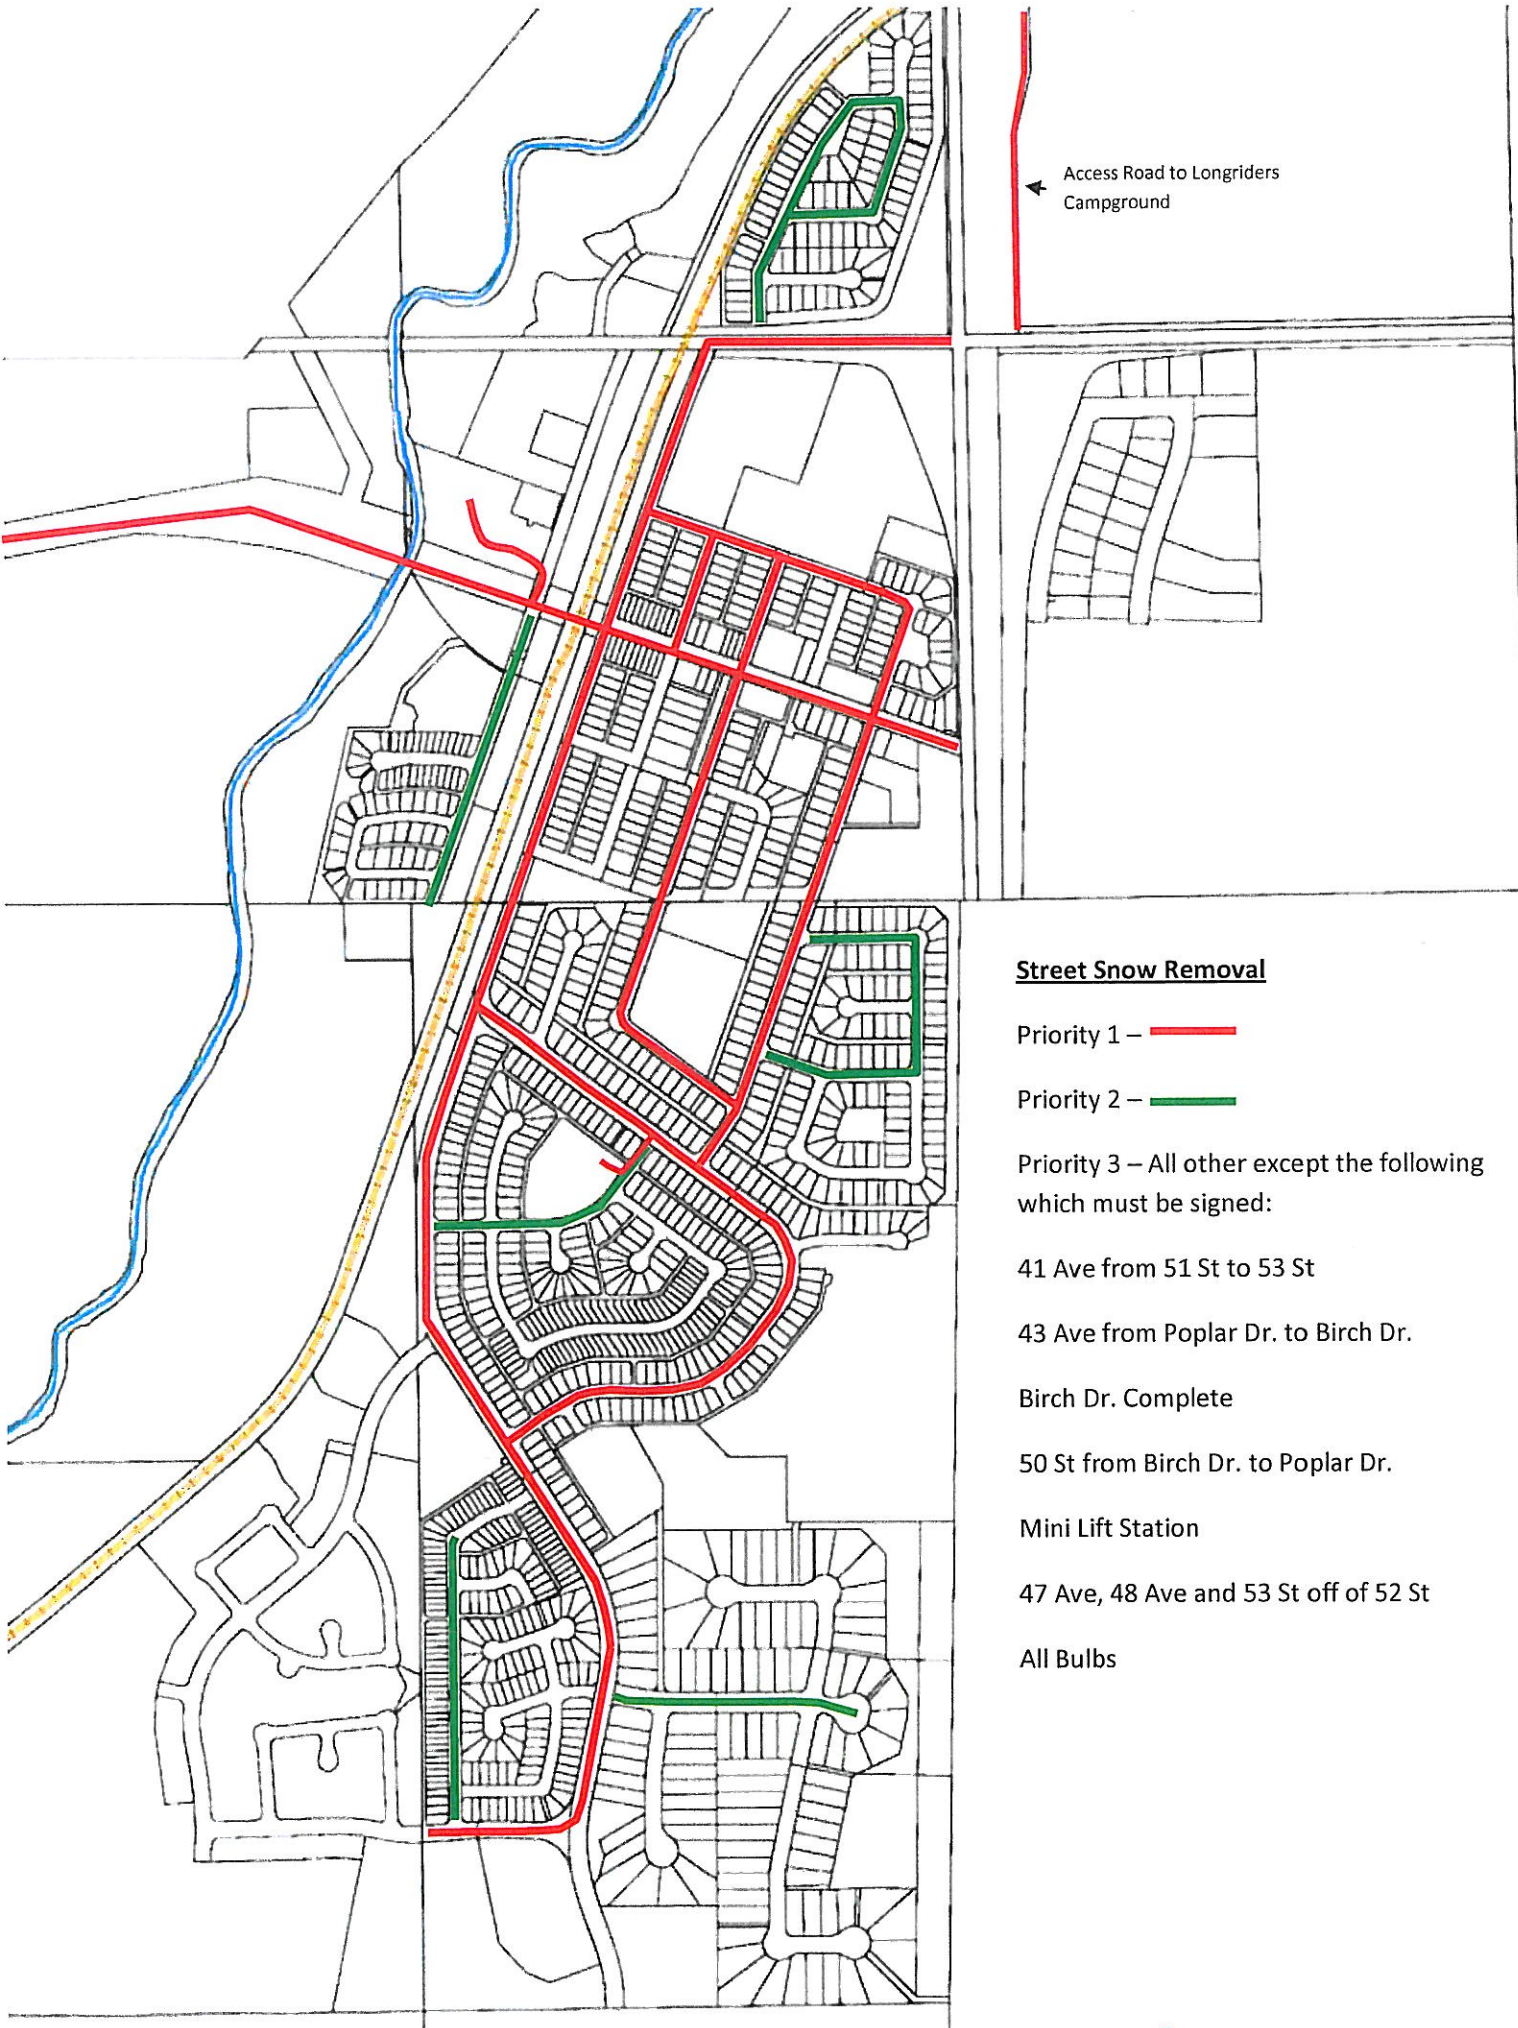 Access Road to Longriders
Campground
Street Snow Removal
Priority 1 –
Priority 2 –
Priority 3 – All other except the following
which must be signed:
41 Ave from 51 St to 53 St
43 Ave from Poplar Dr. to Birch Dr.
Birch Dr. Complete
50 St from Birch Dr. to Poplar Dr.
Mini Lift Station
47 Ave, 48 Ave and 53 St off of 52 St
All Bulbs